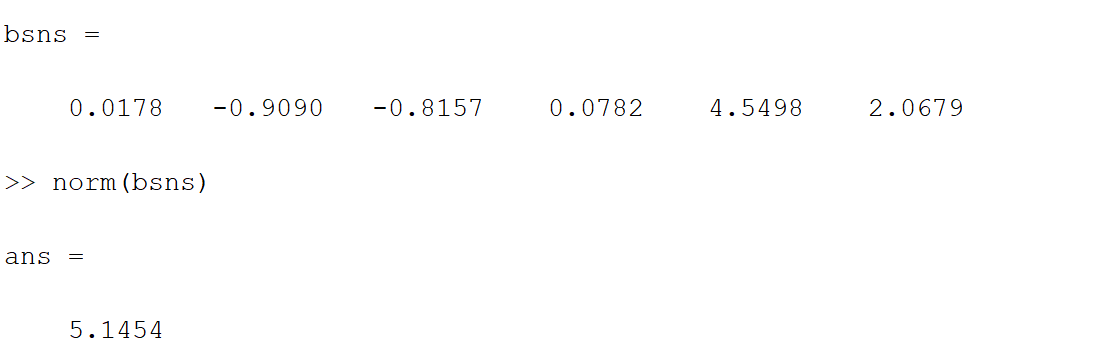 bsns =
0.0178 -0.9090 -0.8157 0.0782 4.5498 2.0679
>> norm(bsns)
ans =
5.1454